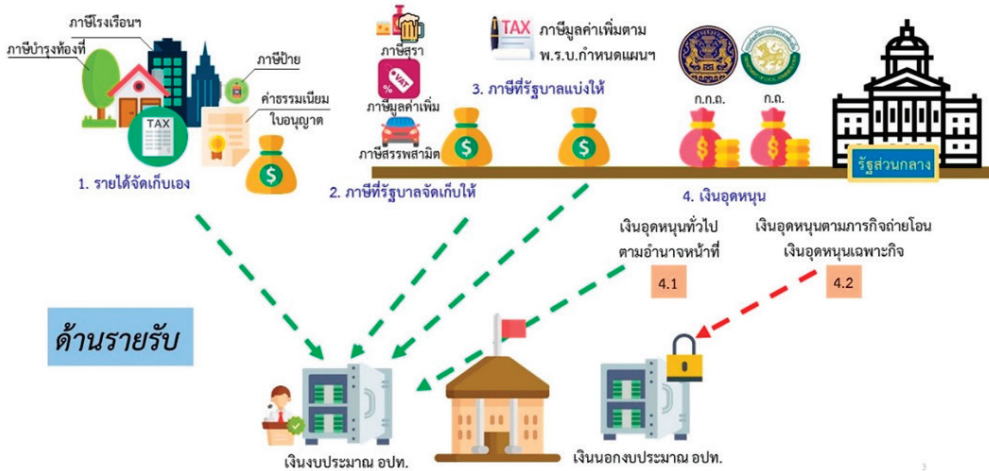 ภาษีโรงเรือนฯ
ภาษีบำรุงท้องที่
ภาษีป้าย
ค่าธรรมเนียม
ใบอนุญาต
TAX
1. รายได้จัดเก็บเอง
ภาษีสุรา
VAT
%
ภาษีมูลค่าเพิ่ม
ภาษีสรรพสามิต
$
$
$
2. ภาษีที่รัฐบาลจัดเก็บให้
TAX
ภาษีมูลค่าเพิ่มตาม
พ.ร.บ.กำหนดแผนฯ
3. ภาษีที่รัฐบาลแบ่งให้
ก.ก.ถ.
ก.ถ.
$
$
รัฐส่วนกลาง
4. เงินอุดหนุน
เงินอุดหนุนทั่วไป
ตามอำนาจหน้าที่
4.1
เงินอุดหนุนตามภารกิจถ่ายโอน
เงินอุดหนุนเฉพาะกิจ
4.2
ด้านรายรับ
เงินงบประมาณ อปท.
เงินนอกงบประมาณ อปท.
3